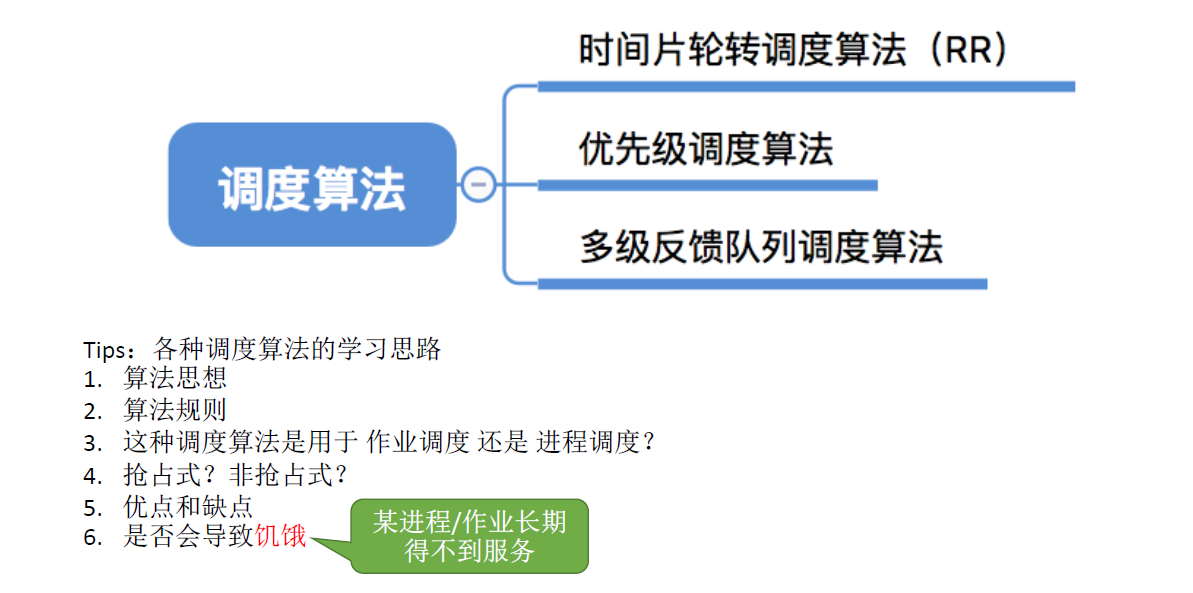 时间片轮转调度算法（RR）
调度算法
优先级调度算法
多级反馈队列调度算法
Tips：各种调度算法的学习思路
1. 算法思想
2. 算法规则
3. 这种调度算法是用于 作业调度 还是 进程调度？
4. 抢占式？非抢占式？
5. 优点和缺点
6. 是否会导致饥饿
某进程/作业长期
得不到服务